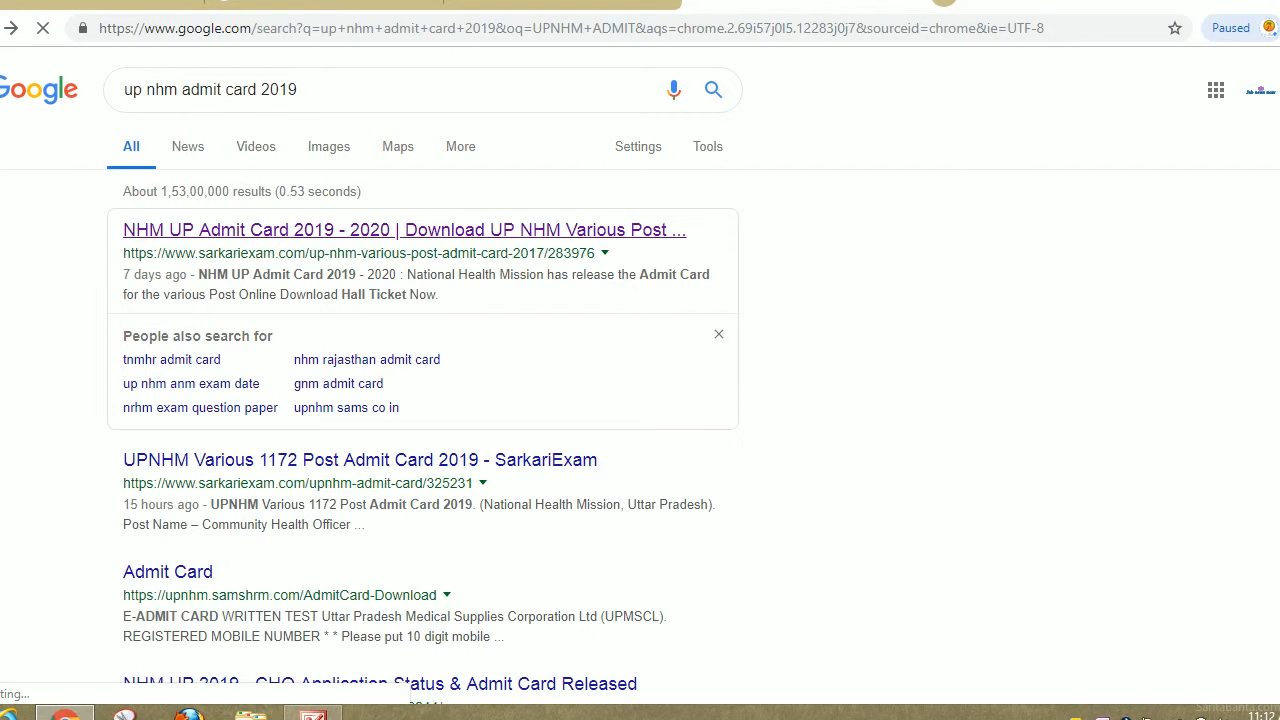 https://www.google.com/search?q=up+nhm+admit+card+2019&oq=UPNHM+ADMIT&aqs=chrome.2.69i57j0l5.12283j0j7&sourceid=chrome&ie=UTF-8
Paused
Google
up nhm admit card 2019
All News Videos Images Maps More Settings Tools
About 1,53,00,000 results (0.53 seconds)
NHM UP Admit Card 2019 - 2020 | Download UP NHM Various Post ...
https://www.sarkariexam.com/up-nhm-various-post-admit-card-2017/283976
7 days ago - NHM UP Admit Card 2019 - 2020 : National Health Mission has release the Admit Card
for the various Post Online Download Hall Ticket Now.
People also search for
tnmhr admit card nhm rajasthan admit card
up nhm anm exam date gnm admit card
nrhm exam question paper upnhm sams co in
UPNHM Various 1172 Post Admit Card 2019 - SarkariExam
https://www.sarkariexam.com/upnhm-admit-card/325231
15 hours ago - UPNHM Various 1172 Post Admit Card 2019. (National Health Mission, Uttar Pradesh).
Post Name – Community Health Officer ...
Admit Card
https://upnhm.samshrm.com/AdmitCard-Download
E-ADMIT CARD WRITTEN TEST Uttar Pradesh Medical Supplies Corporation Ltd (UPMSCL).
REGISTERED MOBILE NUMBER * * Please put 10 digit mobile ...
NHM UP 2019 - CHO Application Status & Admit Card Released
ting...
SantaBanta.com
11:12